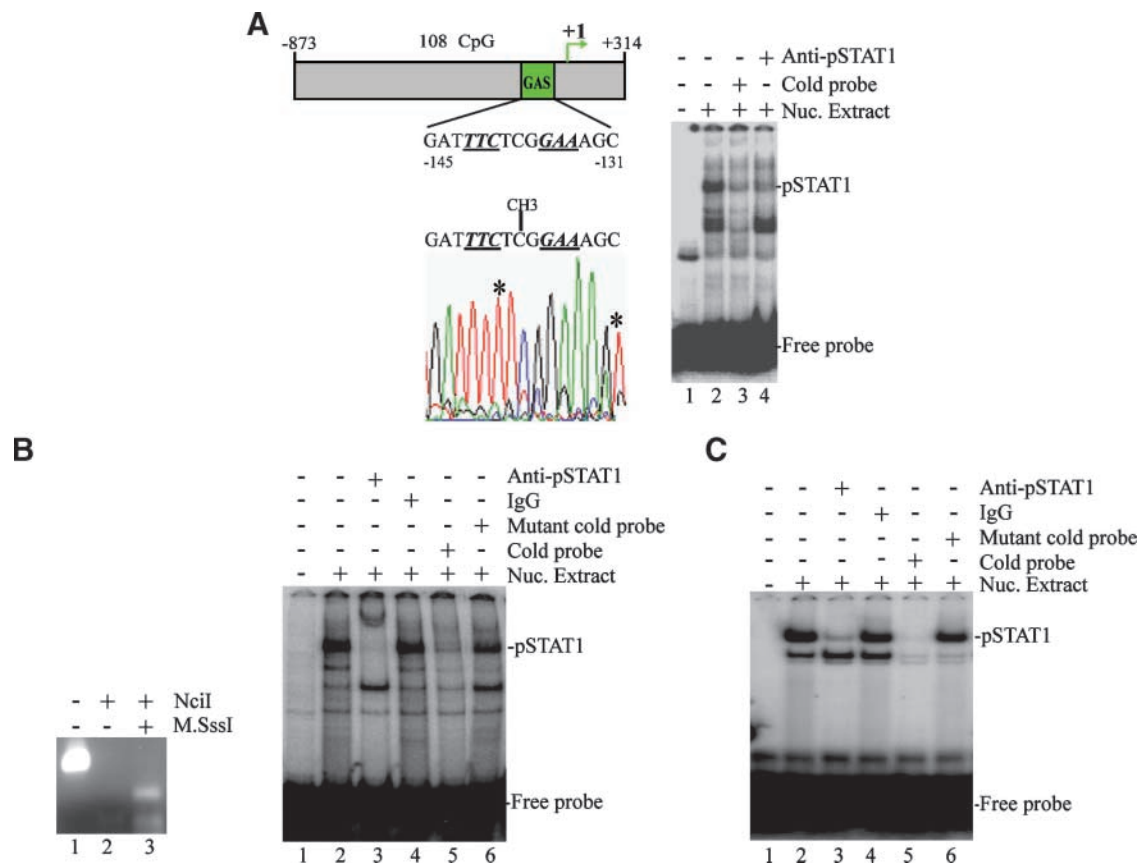 A
-873
108 CpG
+1
+314
GAS
GATTTCTCGGGAAAGC
-145
-131
CH3
GATTTCTCGGGAAAGC
*
*
- - - + Anti-pSTAT1
- - + - Cold probe
- + + + Nuc. Extract
-pSTAT1
-Free probe
1 2 3 4
B
- + + NciI
- - + M.SssI
1 2 3
- - + - - - Anti-pSTAT1
- - - + - - IgG
- - - - - + Mutant cold probe
- - - - + - Cold probe
- + + + + + Nuc. Extract
-pSTAT1
-Free probe
1 2 3 4 5 6
C
- - + - - - Anti-pSTAT1
- - - + - - IgG
- - - - - + Mutant cold probe
- - - - + - Cold probe
- + + + + + Nuc. Extract
-pSTAT1
-Free probe
1 2 3 4 5 6